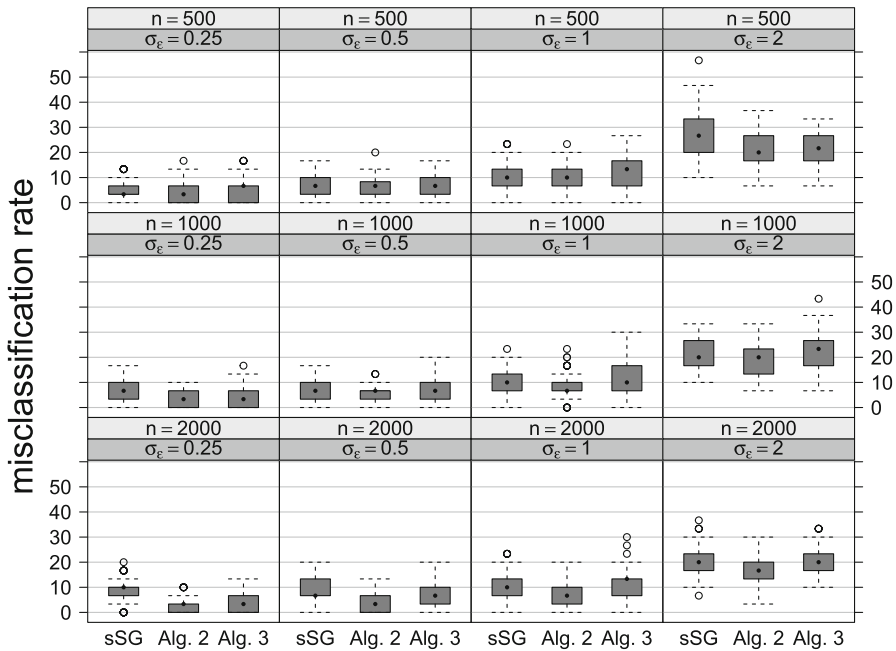 n = 500 n = 500 n = 500 n = 500
σε = 0.25 σε = 0.5 σε = 1 σε = 2
50
40
30
20
10
0
n = 1000 n = 1000 n = 1000 n = 1000
σε = 0.25 σε = 0.5 σε = 1 σε = 2
50
40
30
20
10
0
n = 2000 n = 2000 n = 2000 n = 2000
σε = 0.25 σε = 0.5 σε = 1 σε = 2
50
40
30
20
10
0
sSG Alg. 2 Alg. 3 sSG Alg. 2 Alg. 3 sSG Alg. 2 Alg. 3 sSG Alg. 2 Alg. 3
misclassification rate